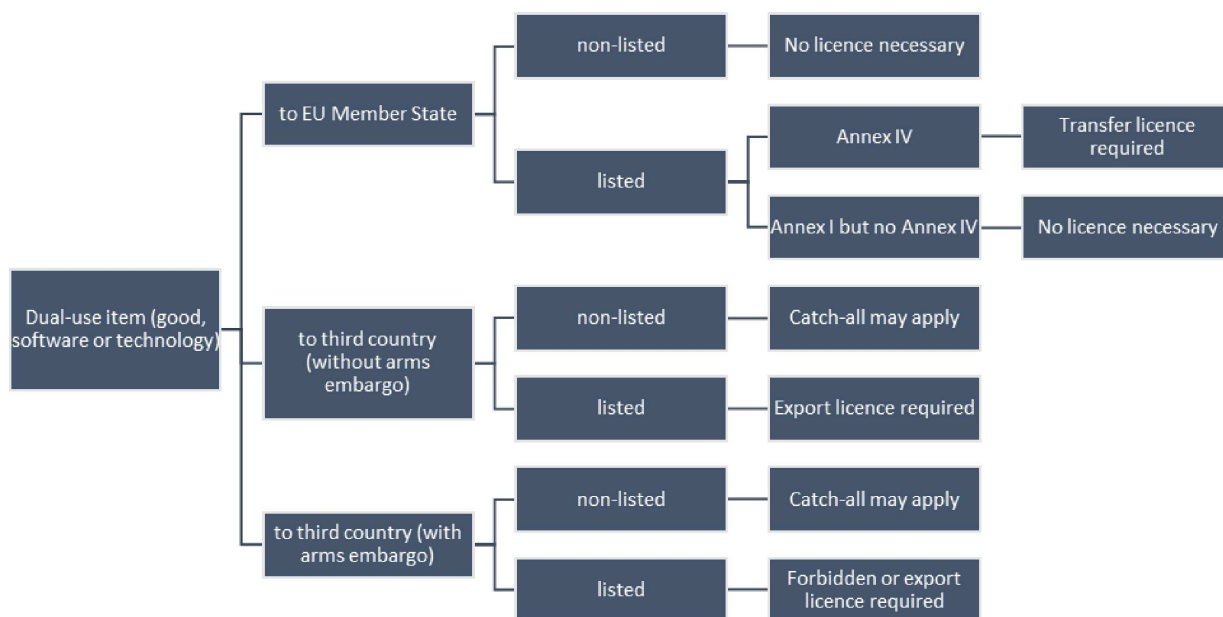 Dual-use item (good,
software or technology)
to EU Member State
non-listed
No licence necessary
listed
Annex IV
Transfer licence
required
Annex I but no Annex IV
No licence necessary
to third country
(without arms
embargo)
non-listed
Catch-all may apply
listed
Export licence required
to third country (with
arms embargo)
non-listed
Catch-all may apply
listed
Forbidden or export
licence required